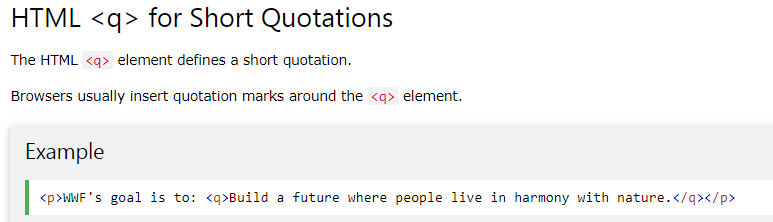 HTML <q> for Short Quotations
The HTML <q> element defines a short quotation.
Browsers usually insert quotation marks around the <q> element.
Example
<p>WWF's goal is to: <q>Build a future where people live in harmony with nature.</q></p>